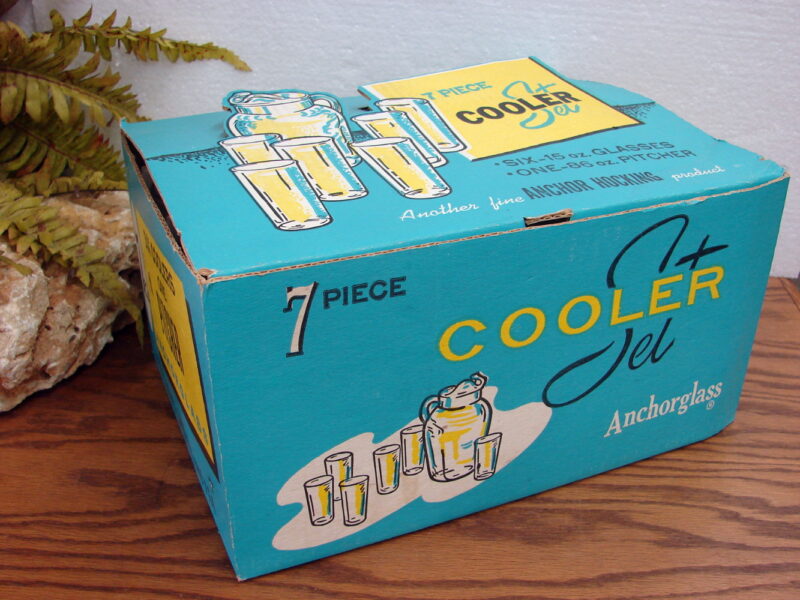 7 PIECE
COOLER
Set
•SIX-15 oz. GLASSES
•ONE-86 oz PITCHER
Another fine ANCHOR HOCKING product
7 PIECE
COOLER
Set
Anchorglass®